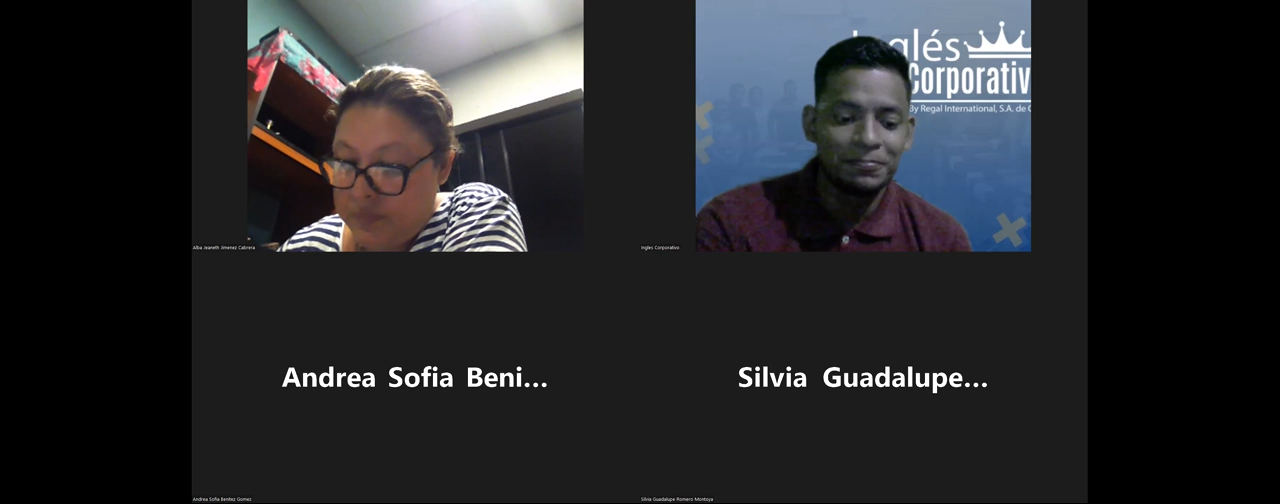 Inglés
Corporativ
By Regal International, S.A. de C
Alba Jeaneth Jimenez Cabrera
Ingles Corporativo
Andrea Sofia Beni...
Silvia Guadalupe...
Andrea Sofia Benitez Gomez
Silvia Guadalupe Romero Montoya